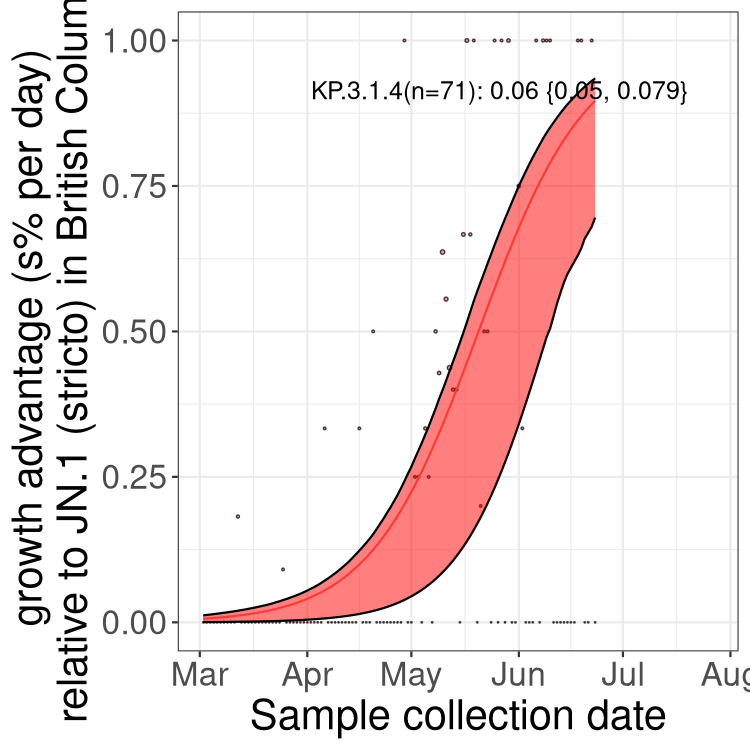 growth advantage (s% per day)
relative to JN.1 (stricto) in British Colum
1.00
0.75
0.50
0.25
0.00
KP.3.1.4(n=71): 0.06 {0.05, 0.079}
Mar Apr May Jun Jul Aug
Sample collection date